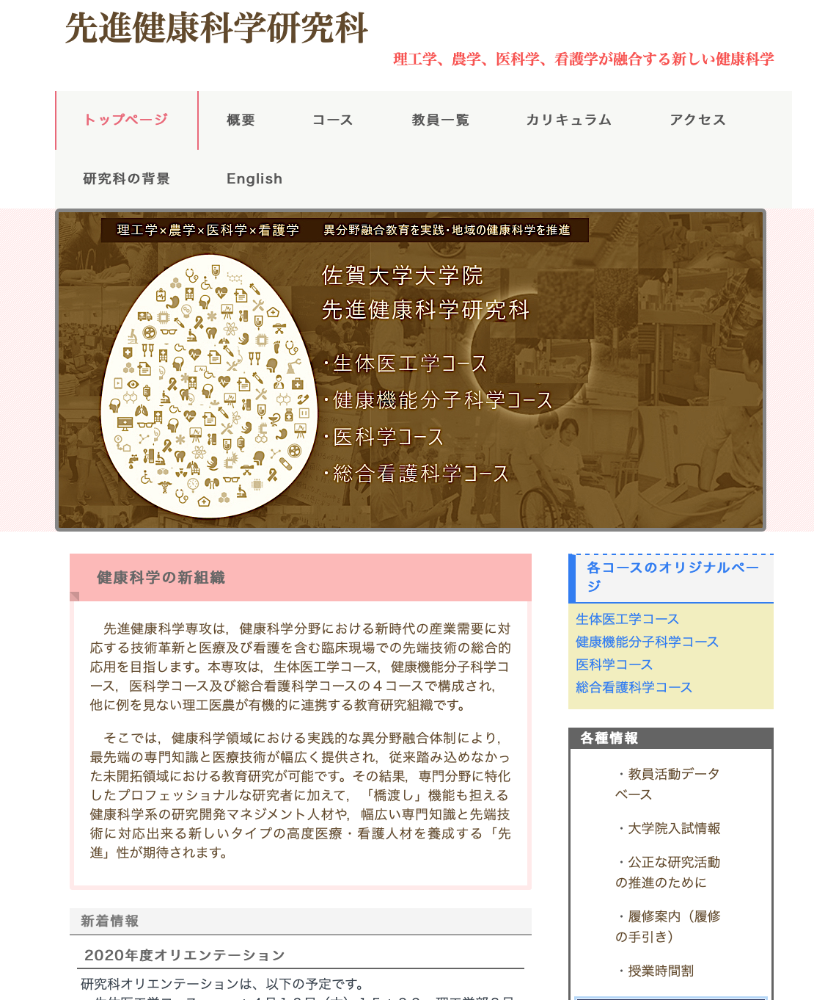 先進健康科学研究科
理工学、農学、医科学、看護学が融合する新しい健康科学
トップページ
概要
コース
教員一覧
カリキュラム
アクセス
研究科の背景
English
理工学×農学×医科学×看護学 異分野融合教育を実践・地域の健康科学を推進
佐賀大学大学院
先進健康科学研究科
・生体医工学コース
・健康機能分子科学コース
・医科学コース
・総合看護科学コース
健康科学の新組織
先進健康科学専攻は，健康科学分野における新時代の産業需要に対
応する技術革新と医療及び看護を含む臨床現場での先端技術の総合的
応用を目指します。本専攻は，生体医工学コース，健康機能分子科学コ
ース，医科学コース及び総合看護科学コースの４コースで構成され，
他に例を見ない理工医農が有機的に連携する教育研究組織です。
そこでは，健康科学領域における実践的な異分野融合体制により，
最先端の専門知識と医療技術が幅広く提供され，従来踏み込めなかっ
た未開拓領域における教育研究が可能です。その結果，専門分野に特化
したプロフェッショナルな研究者に加えて，「橋渡し」機能も担える
健康科学系の研究開発マネジメント人材や，幅広い専門知識と先端技
術に対応出来る新しいタイプの高度医療・看護人材を養成する「先
進」性が期待されます。
新着情報
2020年度オリエンテーション
研究科オリエンテーションは、以下の予定です。
各コースのオリジナルペー
ジ
生体医工学コース
健康機能分子科学コース
医科学コース
総合看護科学コース
各種情報
・教員活動データ
ベース
・大学院入試情報
・公正な研究活動
の推進のために
・履修案内（履修
の手引き）
・授業時間割